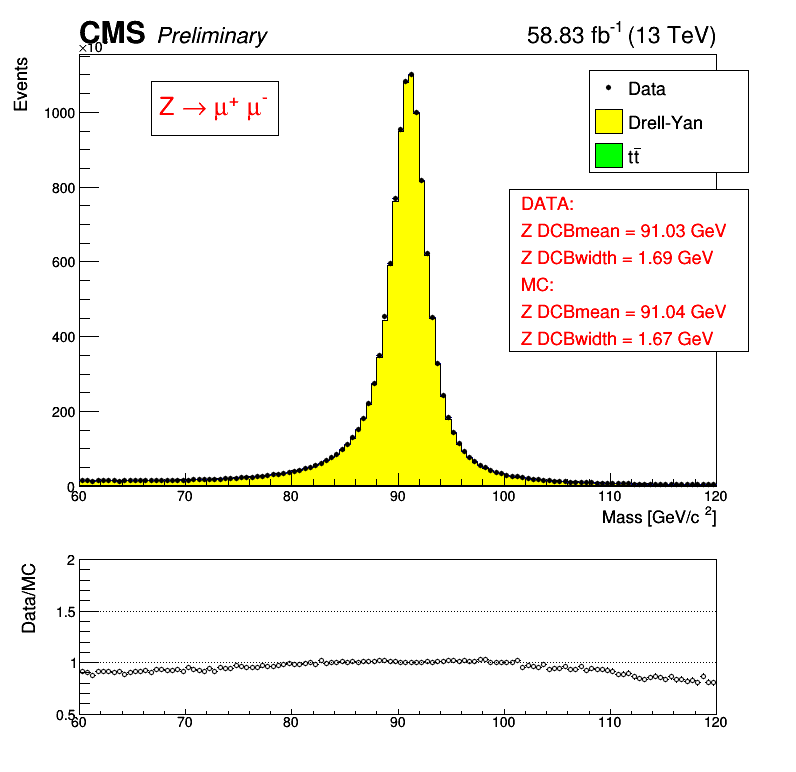 CMS Preliminary 58.83 fb⁻¹ (13 TeV)
×10
Events
Z → μ⁺ μ⁻
Data
Drell-Yan
tt̄
DATA:
Z DCBmean = 91.03 GeV
Z DCBwidth = 1.69 GeV
MC:
Z DCBmean = 91.04 GeV
Z DCBwidth = 1.67 GeV
1000
800
600
400
200
0
60 70 80 90 100 110 120
Mass [GeV/c ²]
Data/MC
2
1.5
1
0.5
60 70 80 90 100 110 120